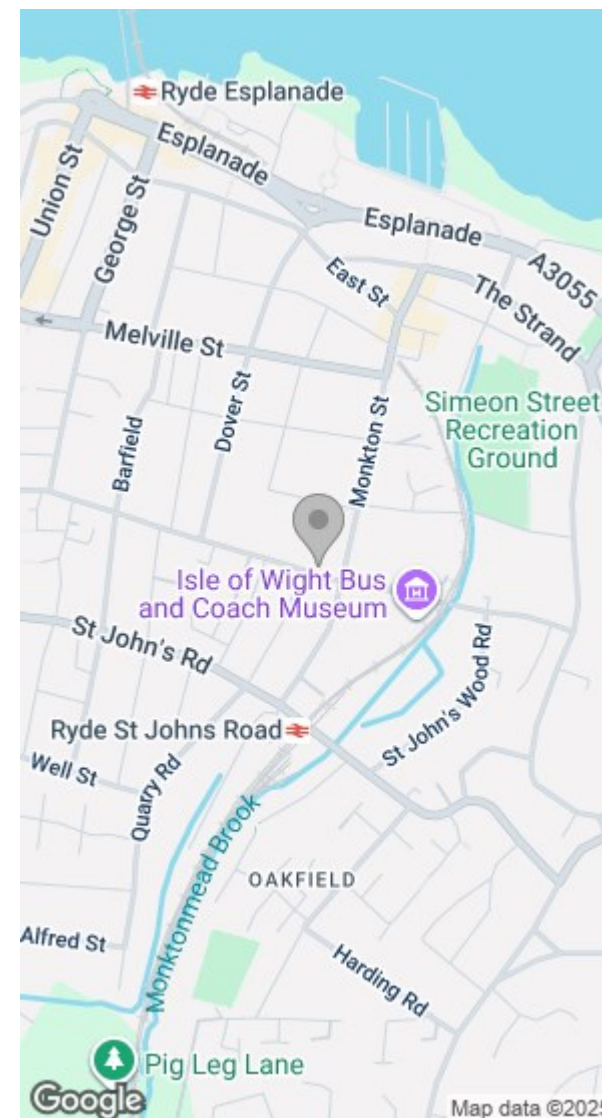 Ryde Esplanade
Esplanade
Union St
George St
Esplanade
A3055
East St
The Strand
Melville St
Dover St
Simeon Street
Recreation
Ground
Barfield
Monkton St
Isle of Wight Bus
and Coach Museum
St John's Rd
St John's Wood Rd
Ryde St Johns Road
Well St
Quarry Rd
Monktonmead Brook
OAKFIELD
Alfred St
Harding Rd
Pig Leg Lane
Google
Map data ©2025